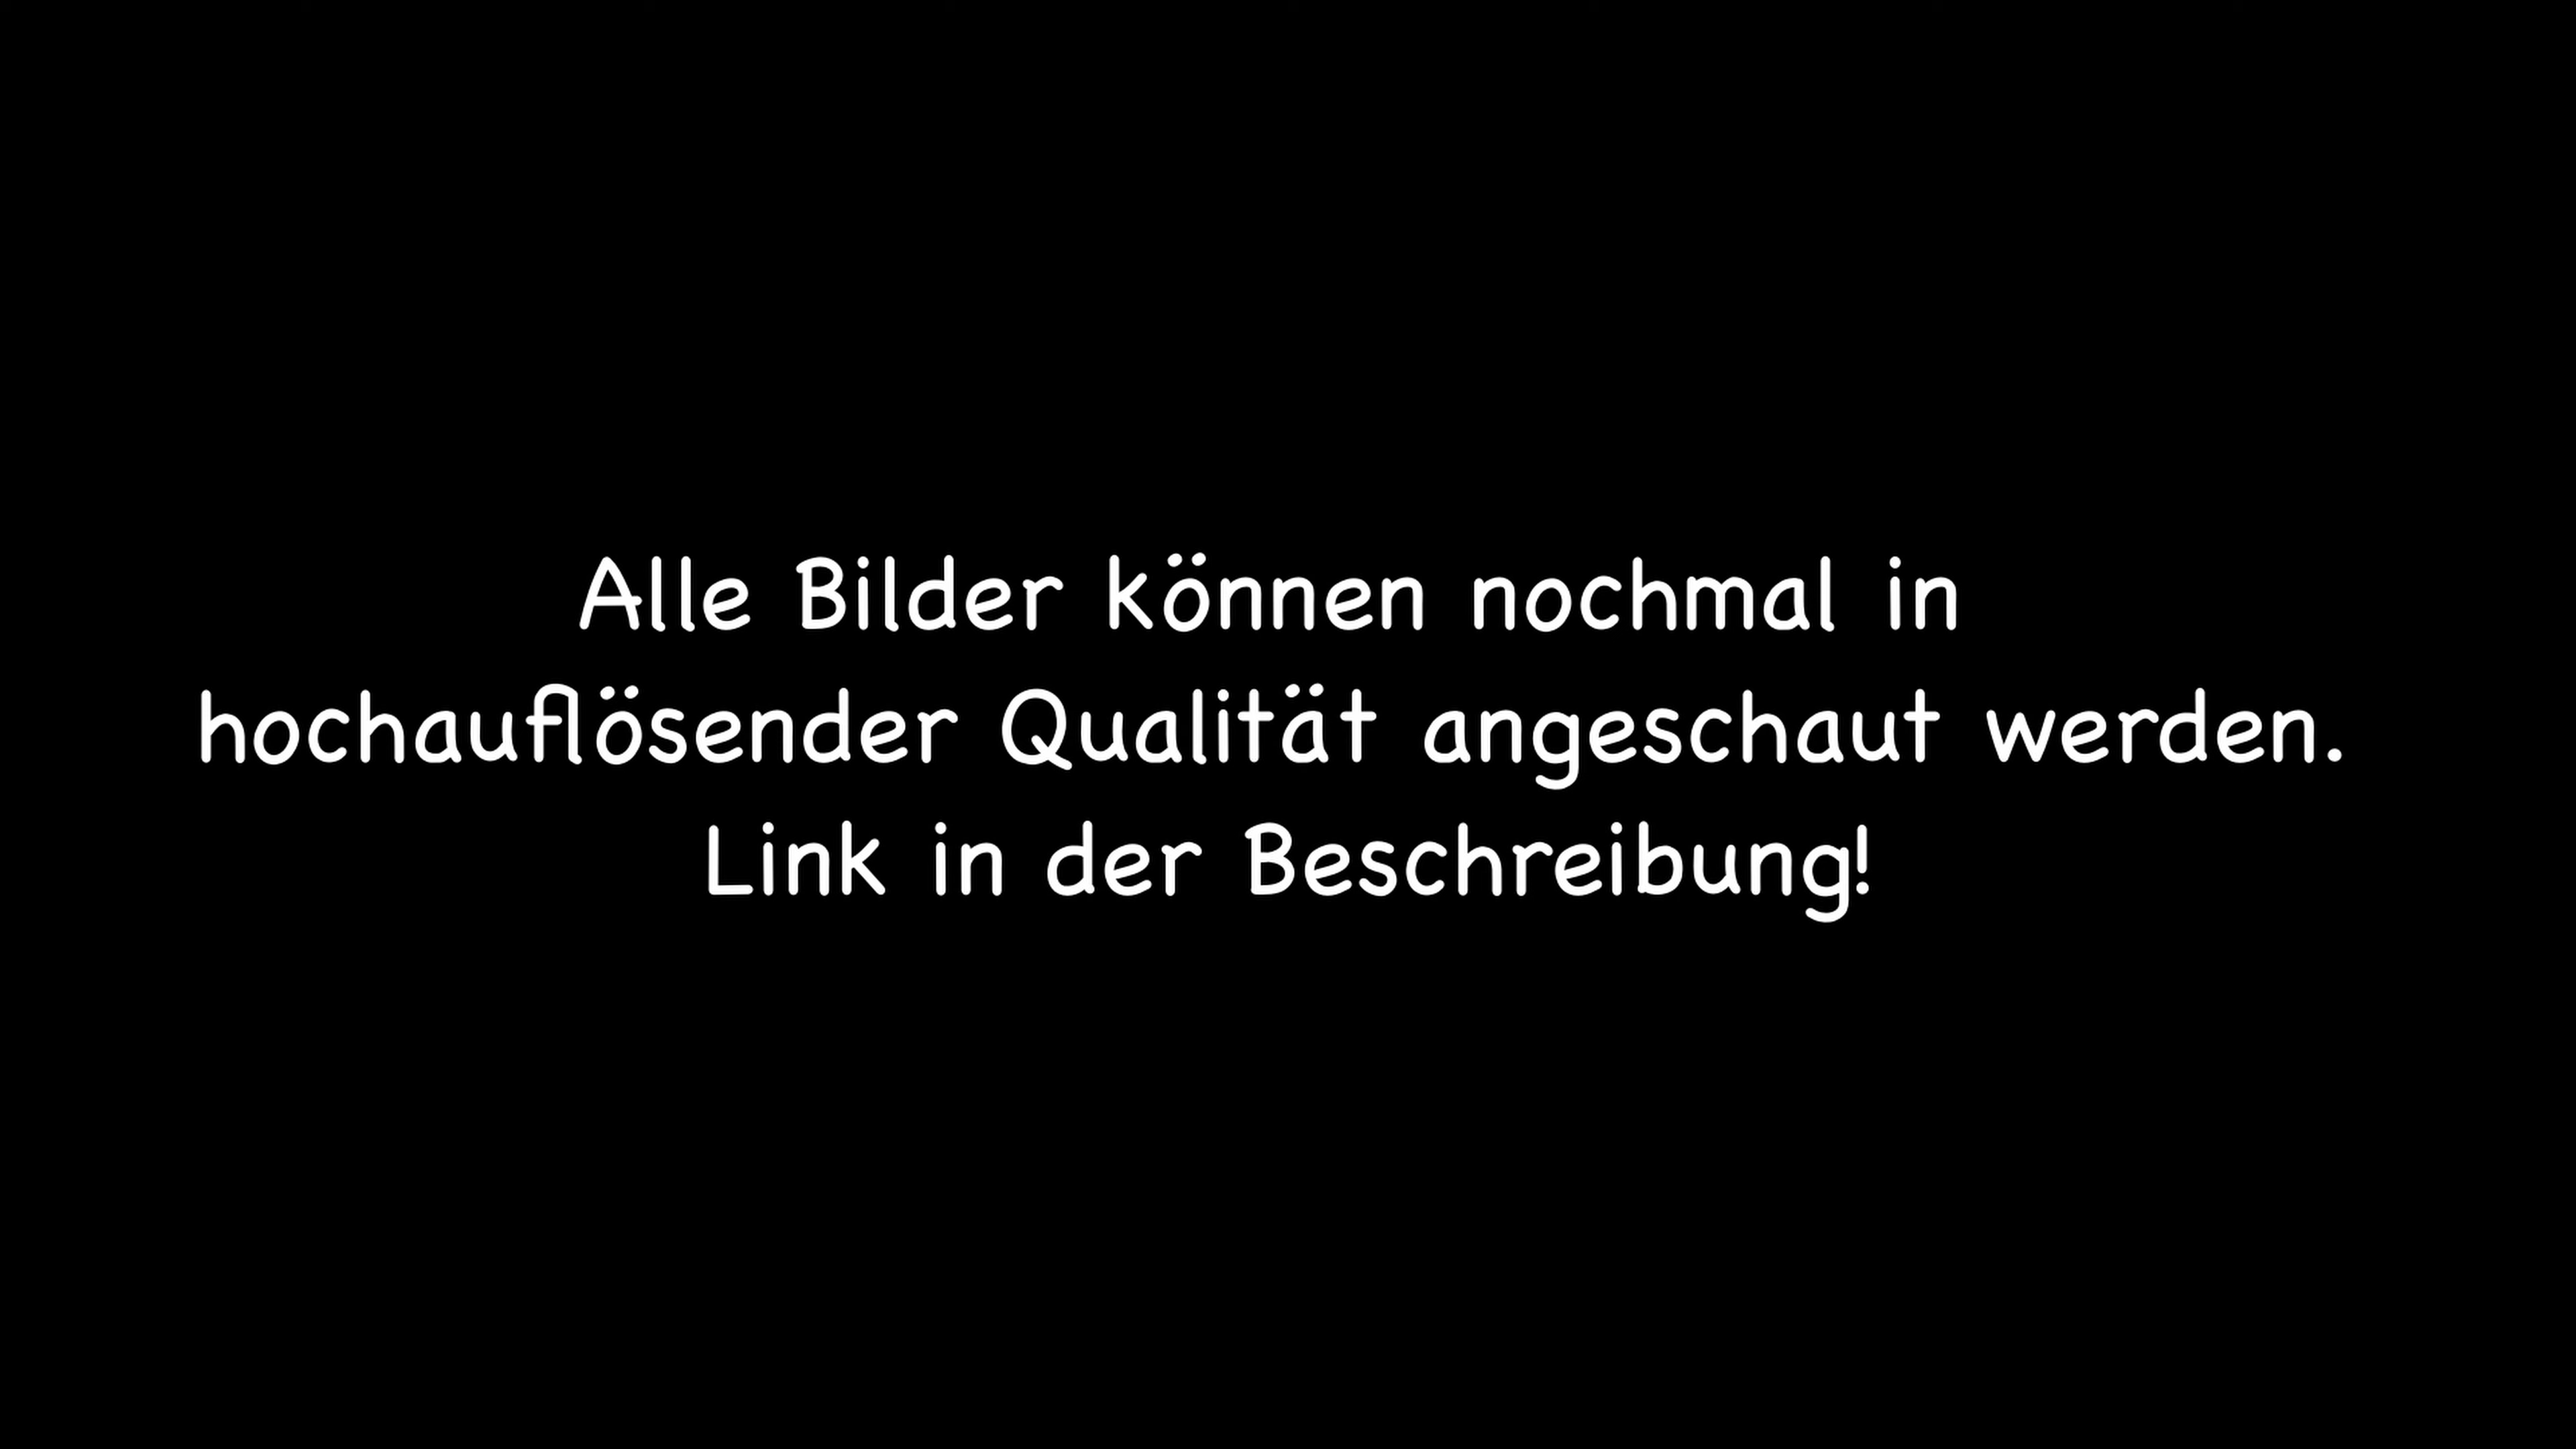 Alle Bilder können nochmal in
hochauflösender Qualität angeschaut werden.
Link in der Beschreibung!